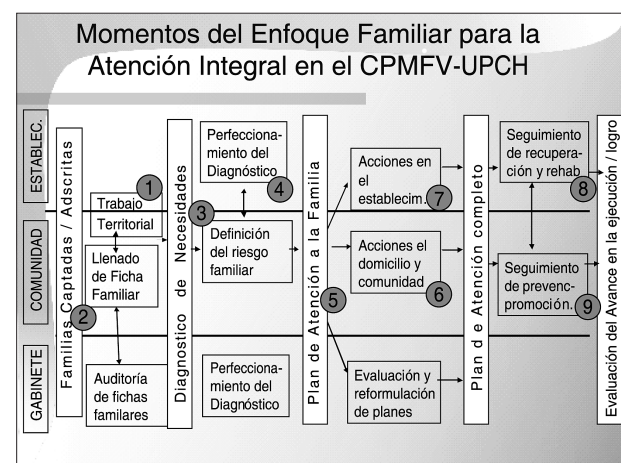 Momentos del Enfoque Familiar para la
Atención Integral en el CPMFV-UPCH
ESTABLEC.
COMUNIDAD
GABINETE
Familias Captadas / Adscritas
2
1
Trabajo
Territorial
Llenado
de Ficha
Familiar
Auditoría
de fichas
familares
Diagnostico de Necesidades
3
Perfecciona-
miento del
Diagnóstico
4
Definición
del riesgo
familiar
Perfecciona-
miento del
Diagnóstico
Plan de Atención a la Familia
5
Acciones en
el
establecim.
7
Acciones el
domicilio y
comunidad
6
Evaluación y
reformulación
de planes
Plan d e Atención completo
Seguimiento
de recupera-
ción y rehab
8
Seguimiento
de prevenc-
promoción.
9
Evaluación del Avance en la ejecución / logro